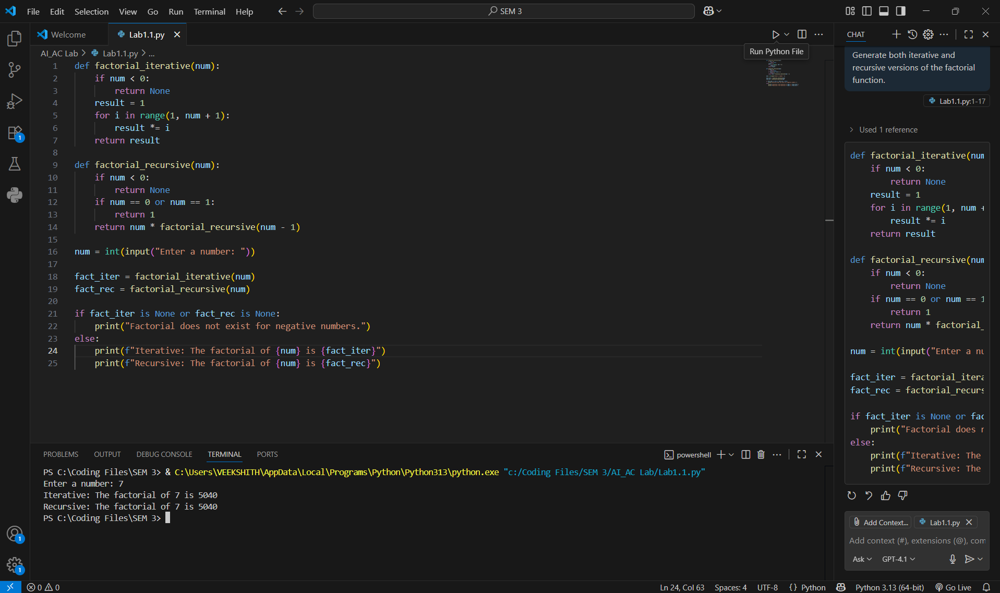 File Edit Selection View Go Run Terminal Help
SEM 3
Welcome
Lab1.1.py
Run Python File
AI_AC Lab > Lab1.1.py > ...
1 def factorial_iterative(num):
2 if num < 0:
3 return None
4 result = 1
5 for i in range(1, num + 1):
6 result *= i
7 return result
8
9 def factorial_recursive(num):
10 if num < 0:
11 return None
12 if num == 0 or num == 1:
13 return 1
14 return num * factorial_recursive(num - 1)
15
16 num = int(input("Enter a number: "))
17
18 fact_iter = factorial_iterative(num)
19 fact_rec = factorial_recursive(num)
20
21 if fact_iter is None or fact_rec is None:
22 print("Factorial does not exist for negative numbers.")
23 else:
24 print(f"Iterative: The factorial of {num} is {fact_iter}")
25 print(f"Recursive: The factorial of {num} is {fact_rec}")
PROBLEMS OUTPUT DEBUG CONSOLE TERMINAL PORTS
powershell
PS C:\Coding Files\SEM 3> & C:\Users\VEEKSHITH\AppData\Local\Programs\Python\Python313\python.exe "c:/Coding Files/SEM 3/AI_AC Lab/Lab1.1.py"
Enter a number: 7
Iterative: The factorial of 7 is 5040
Recursive: The factorial of 7 is 5040
PS C:\Coding Files\SEM 3>
CHAT
Generate both iterative and
recursive versions of the factorial
function.
Lab1.1.py:1-17
Used 1 reference
def factorial_iterative(num
if num < 0:
return None
result = 1
for i in range(1, num +
result *= i
return result
def factorial_recursive(num
if num < 0:
return None
if num == 0 or num == 1
return 1
return num * factorial_
num = int(input("Enter a nu
fact_iter = factorial_itera
fact_rec = factorial_recurs
if fact_iter is None or fac
print("Factorial does n
else:
print(f"Iterative: The
print(f"Recursive: The
Add Context...
Lab1.1.py
Add context (#), extensions (@), com
Ask GPT-4.1
1
1
1
0 0
Ln 24, Col 63 Spaces: 4 UTF-8 {} Python Python 3.13 (64-bit) Go Live